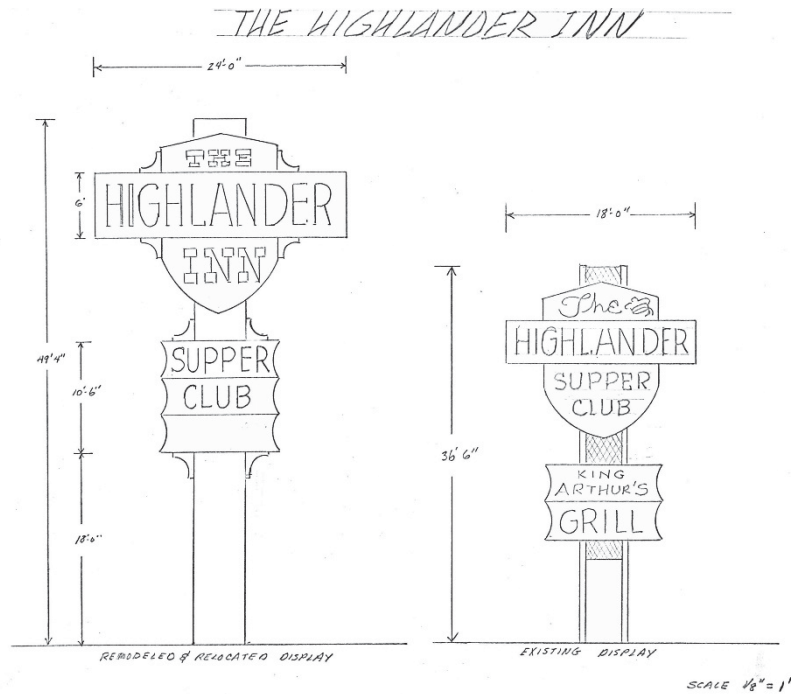 THE HIGHLANDER INN
24'-0"
THE
HIGHLANDER
INN
6'
SUPPER
CLUB
49'4"
10'-6"
18'-0"
REMODELED & RELOCATED DISPLAY
18'-0"
The
HIGHLANDER
SUPPER
CLUB
KING
ARTHUR'S
GRILL
36'6"
EXISTING DISPLAY
SCALE 1/8" = 1'